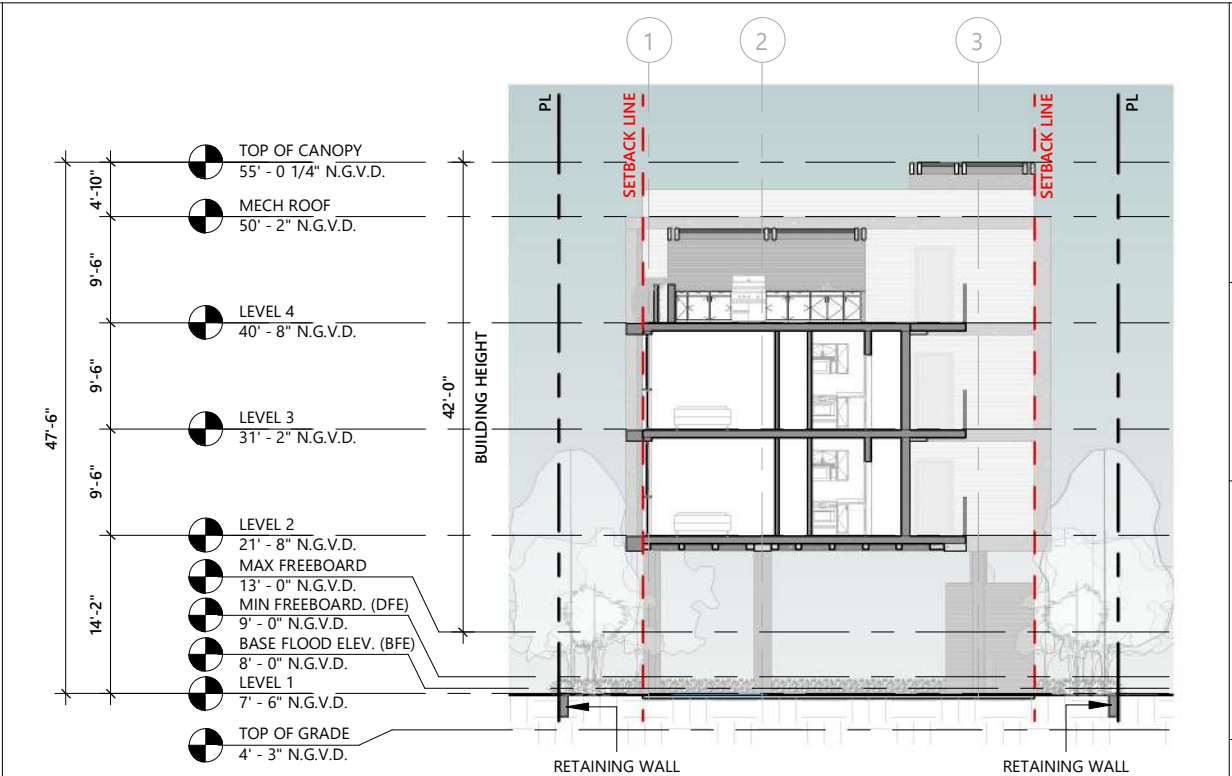 1
2
3
PL
SETBACK LINE
SETBACK LINE
PL
TOP OF CANOPY
55' - 0 1/4" N.G.V.D.
4'-10"
MECH ROOF
50' - 2" N.G.V.D.
9'-6"
LEVEL 4
40' - 8" N.G.V.D.
9'-6"
47'-6"
42'-0"
BUILDING HEIGHT
LEVEL 3
31' - 2" N.G.V.D.
9'-6"
LEVEL 2
21' - 8" N.G.V.D.
MAX FREEBOARD
13' - 0" N.G.V.D.
14'-2"
MIN FREEBOARD. (DFE)
9' - 0" N.G.V.D.
BASE FLOOD ELEV. (BFE)
8' - 0" N.G.V.D.
LEVEL 1
7' - 6" N.G.V.D.
TOP OF GRADE
4' - 3" N.G.V.D.
RETAINING WALL
RETAINING WALL